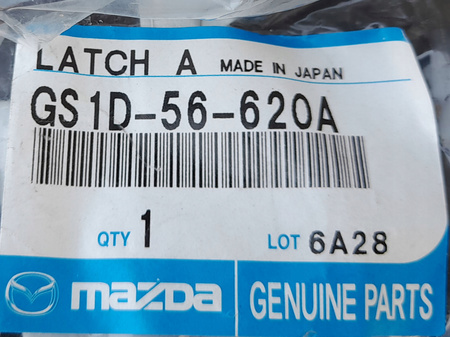 LATCH A MADE IN JAPAN
GS1D-56-620A
QTY 1 LOT 6A28
mazda GENUINE PARTS